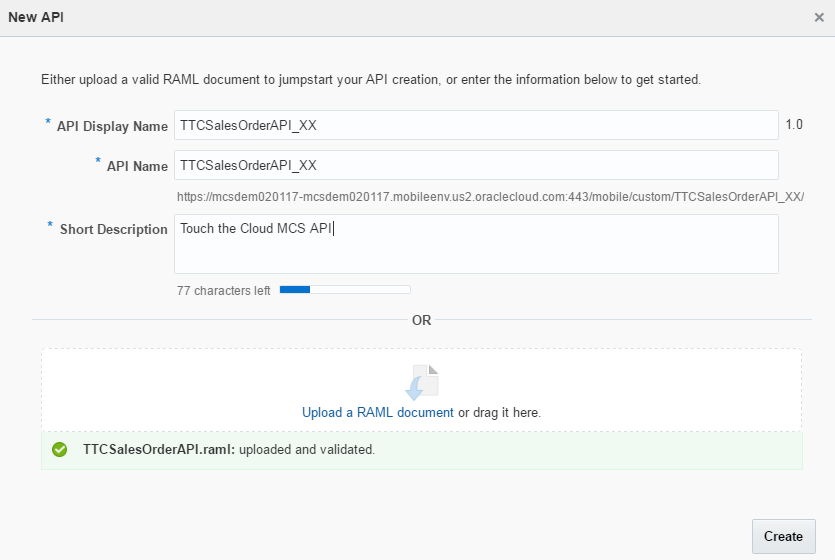 New API
×
Either upload a valid RAML document to jumpstart your API creation, or enter the information below to get started.
* API Display Name TTCSalesOrderAPI_XX 1.0
* API Name TTCSalesOrderAPI_XX
https://mcsdem020117-mcsdem020117.mobileenv.us2.oraclecloud.com:443/mobile/custom/TTCSalesOrderAPI_XX/
* Short Description Touch the Cloud MCS API
77 characters left
OR
Upload a RAML document or drag it here.
TTCSalesOrderAPI.raml: uploaded and validated.
Create